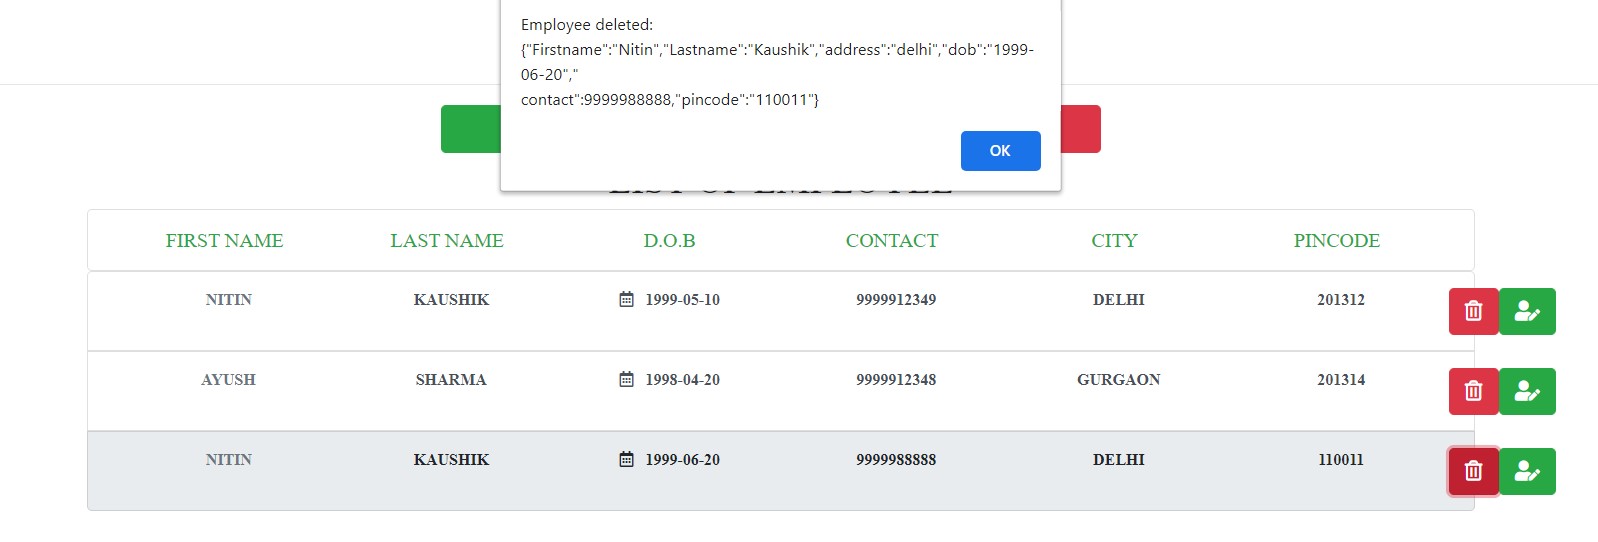 Employee deleted:
{"Firstname":"Nitin","Lastname":"Kaushik","address":"delhi","dob":"1999-
06-20","
contact":9999988888,"pincode":"110011"}
OK
FIRST NAME LAST NAME D.O.B CONTACT CITY PINCODE
NITIN KAUSHIK 1999-05-10 9999912349 DELHI 201312
AYUSH SHARMA 1998-04-20 9999912348 GURGAON 201314
NITIN KAUSHIK 1999-06-20 9999988888 DELHI 110011